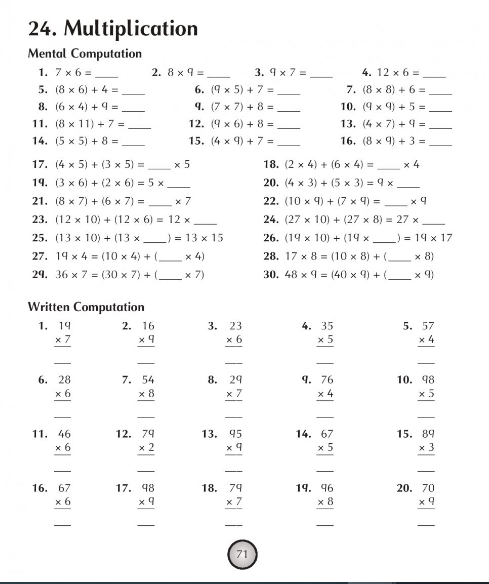 24. Multiplication
Mental Computation
1. 7 × 6 = ____ 2. 8 × 9 = ____ 3. 9 × 7 = ____ 4. 12 × 6 = ____
5. (8 × 6) + 4 = ____ 6. (9 × 5) + 7 = ____ 7. (8 × 8) + 6 = ____
8. (6 × 4) + 9 = ____ 9. (7 × 7) + 8 = ____ 10. (9 × 9) + 5 = ____
11. (8 × 11) + 7 = ____ 12. (9 × 6) + 8 = ____ 13. (4 × 7) + 9 = ____
14. (5 × 5) + 8 = ____ 15. (4 × 9) + 7 = ____ 16. (8 × 9) + 3 = ____
17. (4 × 5) + (3 × 5) = ____ × 5 18. (2 × 4) + (6 × 4) = ____ × 4
19. (3 × 6) + (2 × 6) = 5 × ____ 20. (4 × 3) + (5 × 3) = 9 × ____
21. (8 × 7) + (6 × 7) = ____ × 7 22. (10 × 9) + (7 × 9) = ____ × 9
23. (12 × 10) + (12 × 6) = 12 × ____ 24. (27 × 10) + (27 × 8) = 27 × ____
25. (13 × 10) + (13 × ____) = 13 × 15 26. (19 × 10) + (19 × ____) = 19 × 17
27. 19 × 4 = (10 × 4) + (____ × 4) 28. 17 × 8 = (10 × 8) + (____ × 8)
29. 36 × 7 = (30 × 7) + (____ × 7) 30. 48 × 9 = (40 × 9) + (____ × 9)
Written Computation
1. 19 2. 16 3. 23 4. 35 5. 57
× 7 × 9 × 6 × 5 × 4
6. 28 7. 54 8. 29 9. 76 10. 98
× 6 × 8 × 7 × 4 × 5
11. 46 12. 79 13. 95 14. 67 15. 89
× 6 × 2 × 9 × 5 × 3
16. 67 17. 98 18. 79 19. 96 20. 70
× 6 × 9 × 7 × 8 × 9
71